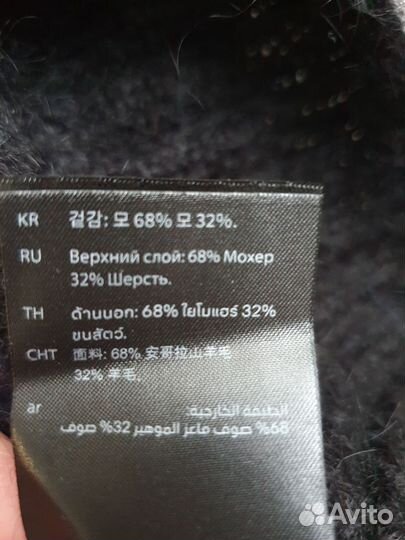 KR 겉감: 모 68% 모 32%.
RU Верхний слой: 68% Мохер
32% Шерсть.
TH ด้านนอก: 68% ใยโมแฮร์ 32%
ขนสัตว์.
CHT 面料: 68% 安哥拉山羊毛
32% 羊毛.
ar الطبقة الخارجية:
68% صوف ماعز الموهير 32% صوف
Avito